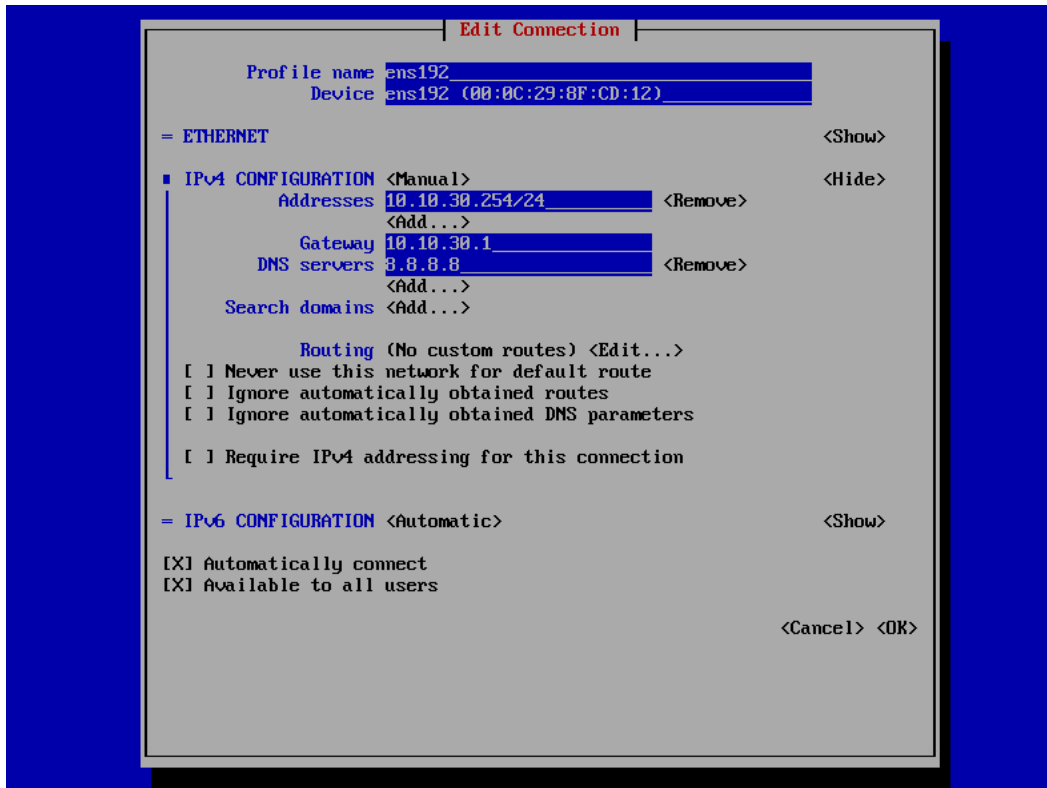 Edit Connection
Profile name ens192
Device ens192 (00:0C:29:8F:CD:12)
= ETHERNET <Show>
IPv4 CONFIGURATION <Manual> <Hide>
Addresses 10.10.30.254/24 <Remove>
<Add...>
Gateway 10.10.30.1
DNS servers 8.8.8.8 <Remove>
<Add...>
Search domains <Add...>
Routing (No custom routes) <Edit...>
[ ] Never use this network for default route
[ ] Ignore automatically obtained routes
[ ] Ignore automatically obtained DNS parameters
[ ] Require IPv4 addressing for this connection
= IPv6 CONFIGURATION <Automatic> <Show>
[X] Automatically connect
[X] Available to all users
<Cancel> <OK>